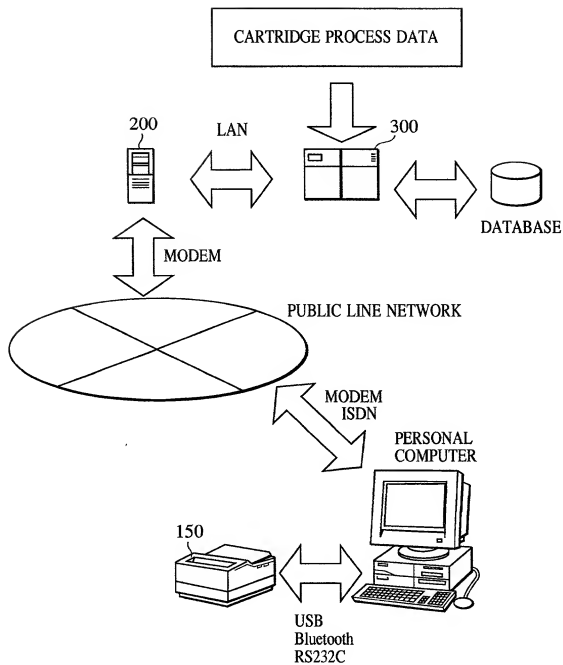 CARTRIDGE PROCESS DATA
200
LAN
300
DATABASE
MODEM
PUBLIC LINE NETWORK
MODEM
ISDN
PERSONAL
COMPUTER
150
USB
Bluetooth
RS232C